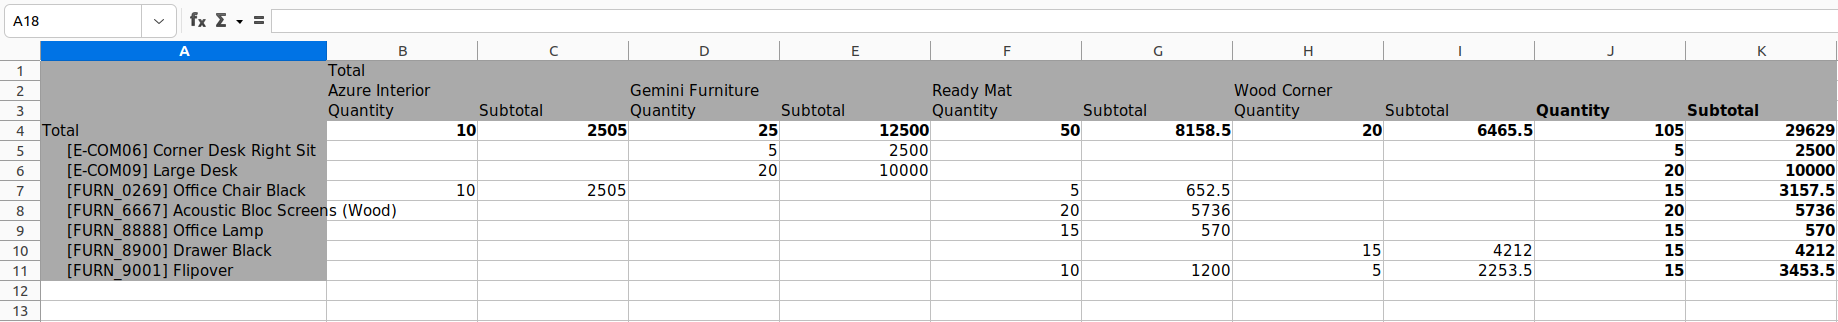 A18 fx Σ =
A B C D E F G H I J K
1 Total
2 Azure Interior Gemini Furniture Ready Mat Wood Corner
3 Quantity Subtotal Quantity Subtotal Quantity Subtotal Quantity Subtotal Quantity Subtotal
4 Total 10 2505 25 12500 50 8158.5 20 6465.5 105 29629
5 [E-COM06] Corner Desk Right Sit 5 2500 5 2500
6 [E-COM09] Large Desk 20 10000 20 10000
7 [FURN_0269] Office Chair Black 10 2505 5 652.5 15 3157.5
8 [FURN_6667] Acoustic Bloc Screens (Wood) 20 5736 20 5736
9 [FURN_8888] Office Lamp 15 570 15 570
10 [FURN_8900] Drawer Black 15 4212 15 4212
11 [FURN_9001] Flipover 10 1200 5 2253.5 15 3453.5
12
13